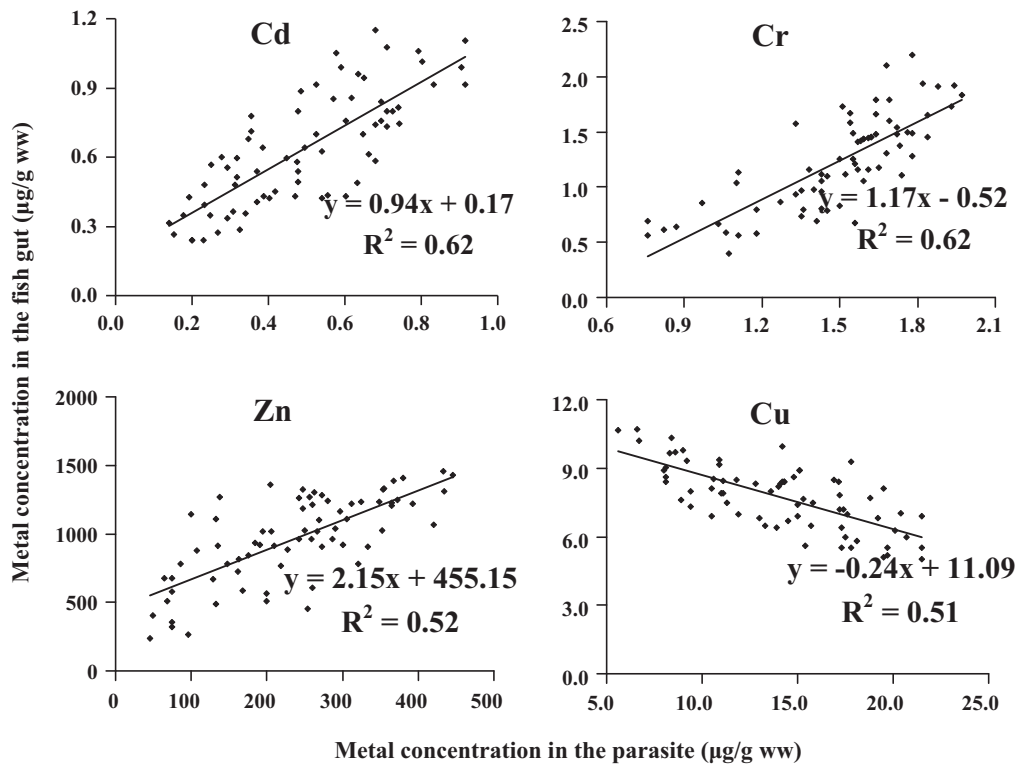 Metal concentration in the fish gut (µg/g ww)
Cd
1.2
0.9
0.6
0.3
0.0
y = 0.94x + 0.17
R² = 0.62
0.0 0.2 0.4 0.6 0.8 1.0
Cr
2.5
2.0
1.5
1.0
0.5
0.0
y = 1.17x - 0.52
R² = 0.62
0.6 0.9 1.2 1.5 1.8 2.1
Zn
2000
1500
1000
500
0
y = 2.15x + 455.15
R² = 0.52
0 100 200 300 400 500
Cu
12.0
9.0
6.0
3.0
0.0
y = -0.24x + 11.09
R² = 0.51
5.0 10.0 15.0 20.0 25.0
Metal concentration in the parasite (µg/g ww)